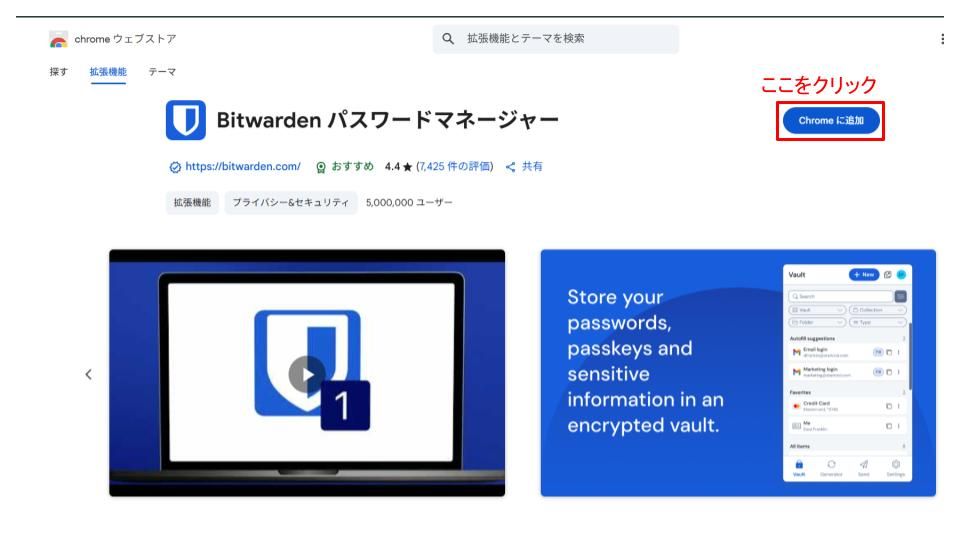 chrome ウェブストア
拡張機能とテーマを検索
探す 拡張機能 テーマ
ここをクリック
Bitwarden パスワードマネージャー
Chrome に追加
https://bitwarden.com/ おすすめ 4.4★ (7,425 件の評価) 共有
拡張機能 プライバシー&セキュリティ 5,000,000 ユーザー
1
Store your
passwords,
passkeys and
sensitive
information in an
encrypted vault.
Vault + New
Search
Vault Collection
Folder Type
Autofill suggestions 2
Email login
Fill
Marketing login
Fill
Favorites 2
Credit Card
Me
All items
Vault Generator Send Settings